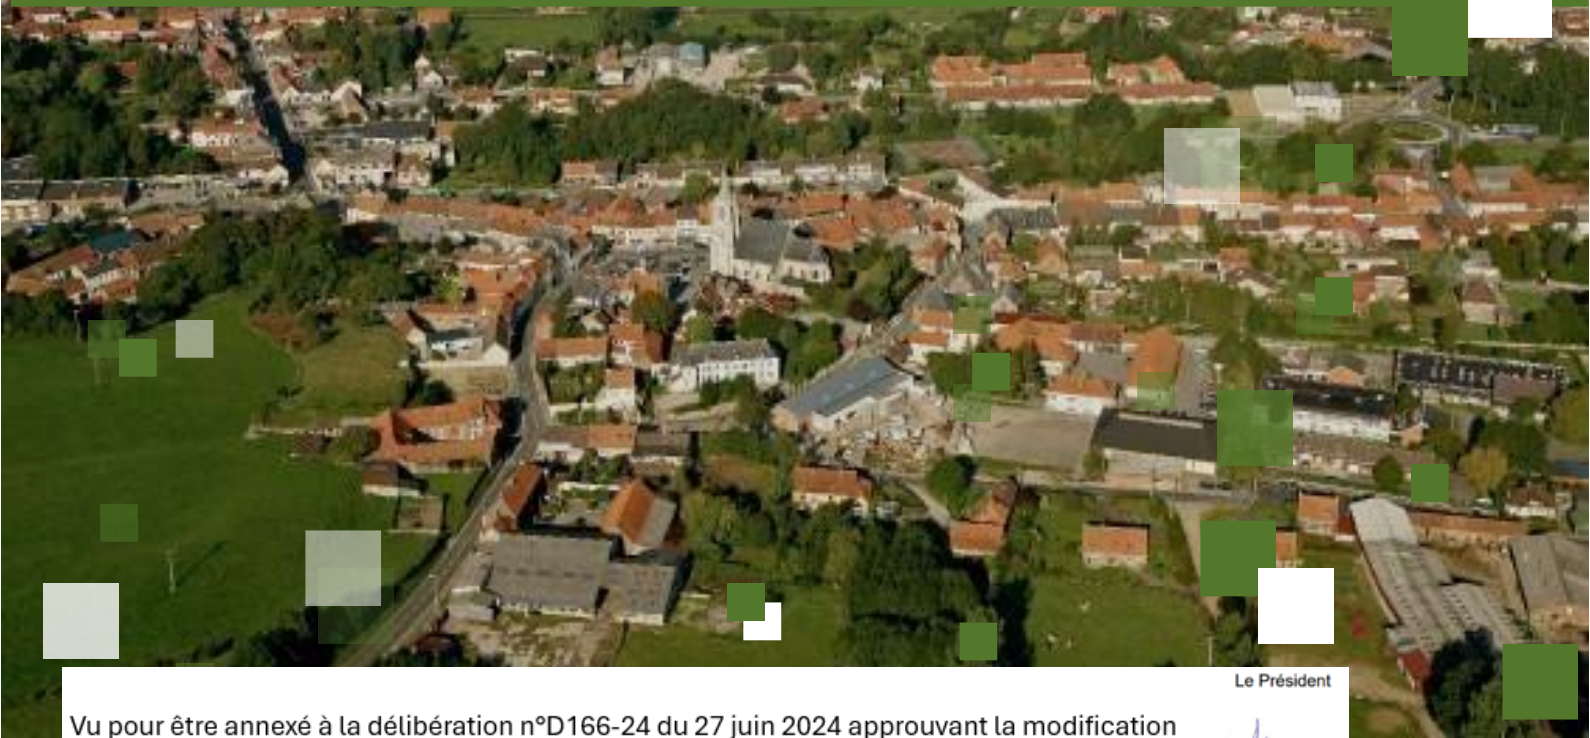 Le Président
Vu pour être annexé à la délibération n°D166-24 du 27 juin 2024 approuvant la modification